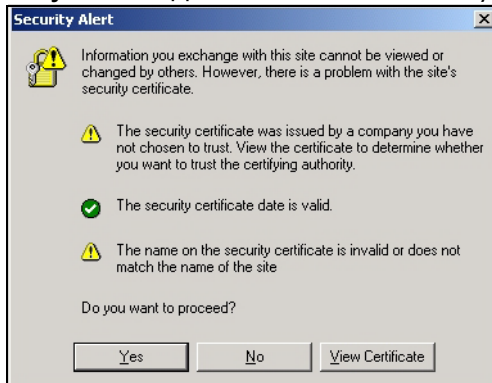 Security Alert
Information you exchange with this site cannot be viewed or
changed by others. However, there is a problem with the site's
security certificate.
The security certificate was issued by a company you have
not chosen to trust. View the certificate to determine whether
you want to trust the certifying authority.
The security certificate date is valid.
The name on the security certificate is invalid or does not
match the name of the site
Do you want to proceed?
Yes
No
View Certificate